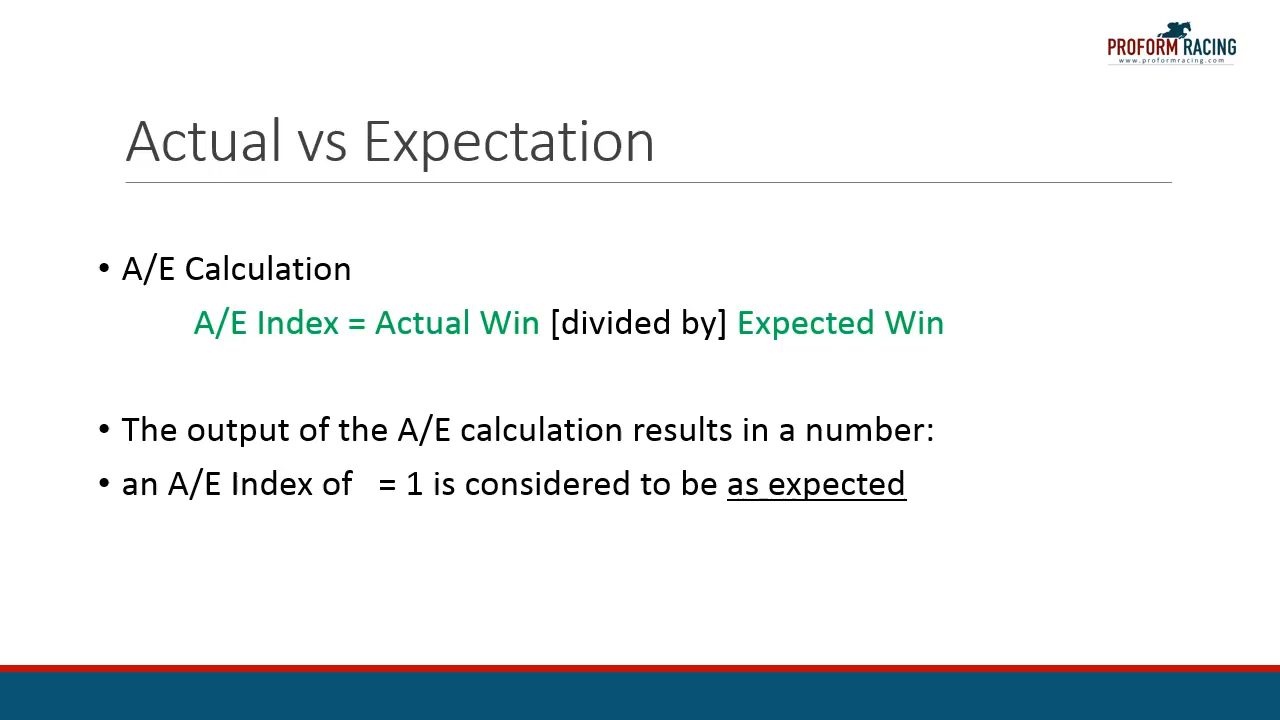 PROFORM RACING
www.proformracing.com
Actual vs Expectation
• A/E Calculation
A/E Index = Actual Win [divided by] Expected Win
• The output of the A/E calculation results in a number:
• an A/E Index of = 1 is considered to be as expected